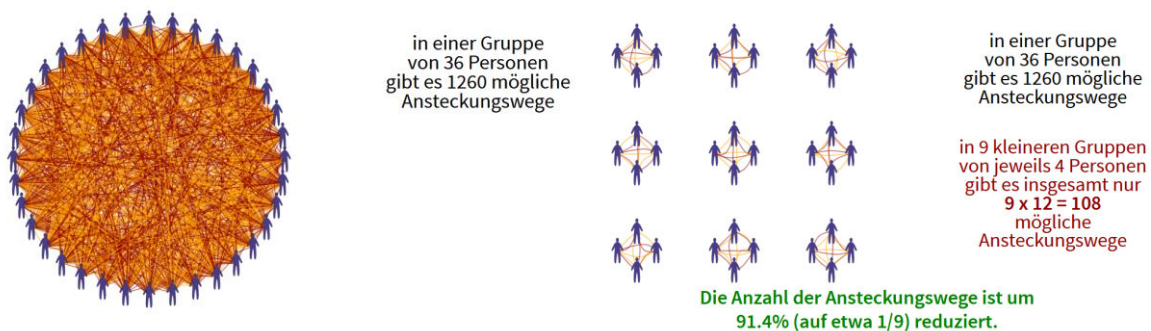 in einer Gruppe
von 36 Personen
gibt es 1260 mögliche
Ansteckungswege
in einer Gruppe
von 36 Personen
gibt es 1260 mögliche
Ansteckungswege
in 9 kleineren Gruppen
von jeweils 4 Personen
gibt es insgesamt nur
9 x 12 = 108
mögliche
Ansteckungswege
Die Anzahl der Ansteckungswege ist um
91.4% (auf etwa 1/9) reduziert.